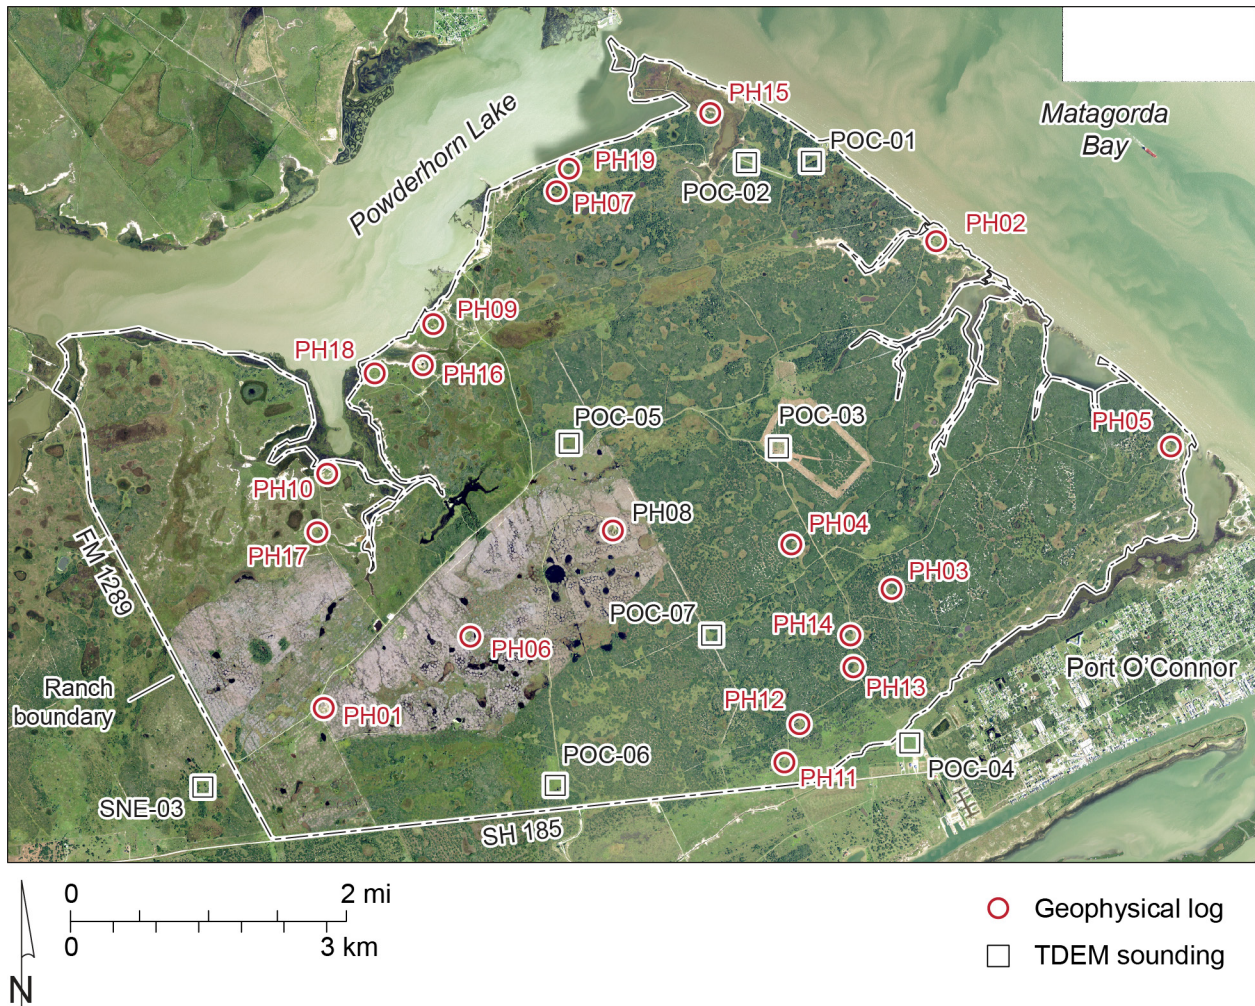 PH15
Matagorda
Bay
POC-01
PH19
POC-02
Powderhorn Lake
PH07
PH02
PH09
PH18
PH16
POC-05
POC-03
PH05
PH10
PH08
PH04
PH17
FM 1289
PH03
POC-07
PH14
PH06
Port O'Connor
PH13
Ranch
boundary
PH12
PH01
POC-06
POC-04
PH11
SNE-03
SH 185
0 2 mi
0 3 km
N
Geophysical log
TDEM sounding